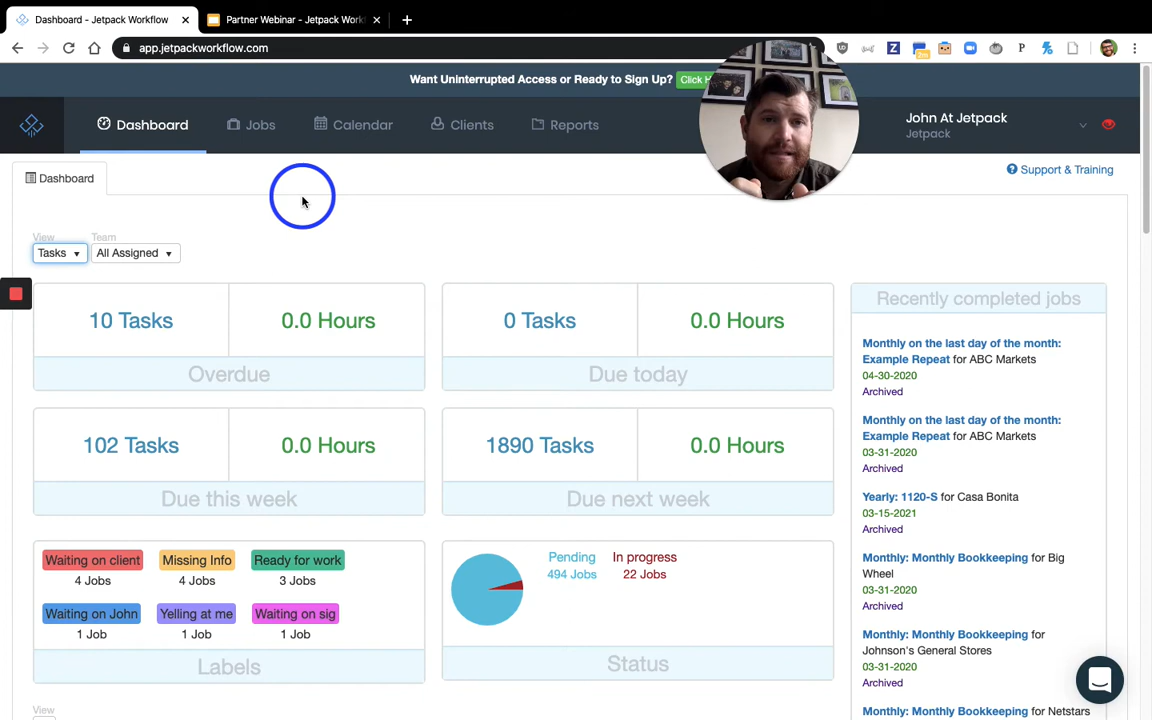 Dashboard - Jetpack Workflow
Partner Webinar - Jetpack Work
app.jetpackworkflow.com
Want Uninterrupted Access or Ready to Sign Up?
Click H
Dashboard
Jobs
Calendar
Clients
Reports
John At Jetpack
Jetpack
Dashboard
Support & Training
View
Team
Tasks
All Assigned
10 Tasks
0.0 Hours
Overdue
0 Tasks
0.0 Hours
Due today
102 Tasks
0.0 Hours
Due this week
1890 Tasks
0.0 Hours
Due next week
Waiting on client
Missing Info
Ready for work
4 Jobs
4 Jobs
3 Jobs
Waiting on John
Yelling at me
Waiting on sig
1 Job
1 Job
1 Job
Labels
Pending
In progress
494 Jobs
22 Jobs
Status
Recently completed jobs
Monthly on the last day of the month:
Example Repeat for ABC Markets
04-30-2020
Archived
Monthly on the last day of the month:
Example Repeat for ABC Markets
03-31-2020
Archived
Yearly: 1120-S for Casa Bonita
03-15-2021
Archived
Monthly: Monthly Bookkeeping for Big
Wheel
03-31-2020
Archived
Monthly: Monthly Bookkeeping for
Johnson's General Stores
03-31-2020
Archived
Monthly: Monthly Bookkeeping for Netstars
View